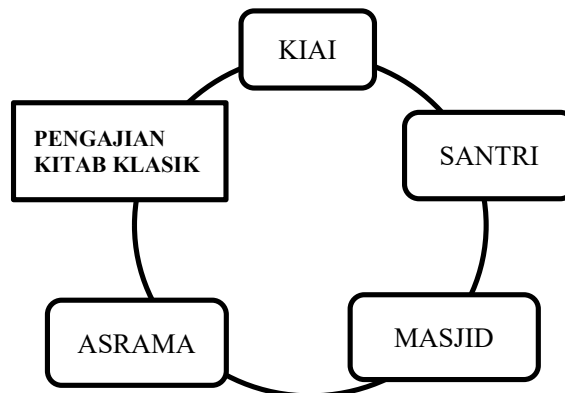 KIAI
PENGAJIAN
KITAB KLASIK
SANTRI
ASRAMA
MASJID